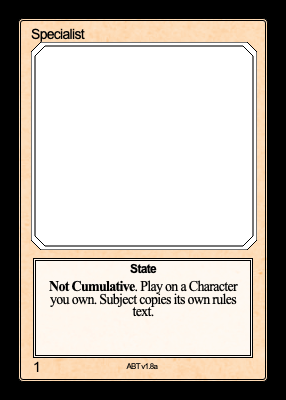 Specialist
State
Not Cumulative. Play on a Character
you own. Subject copies its own rules
text.
1
ABT v1.8a